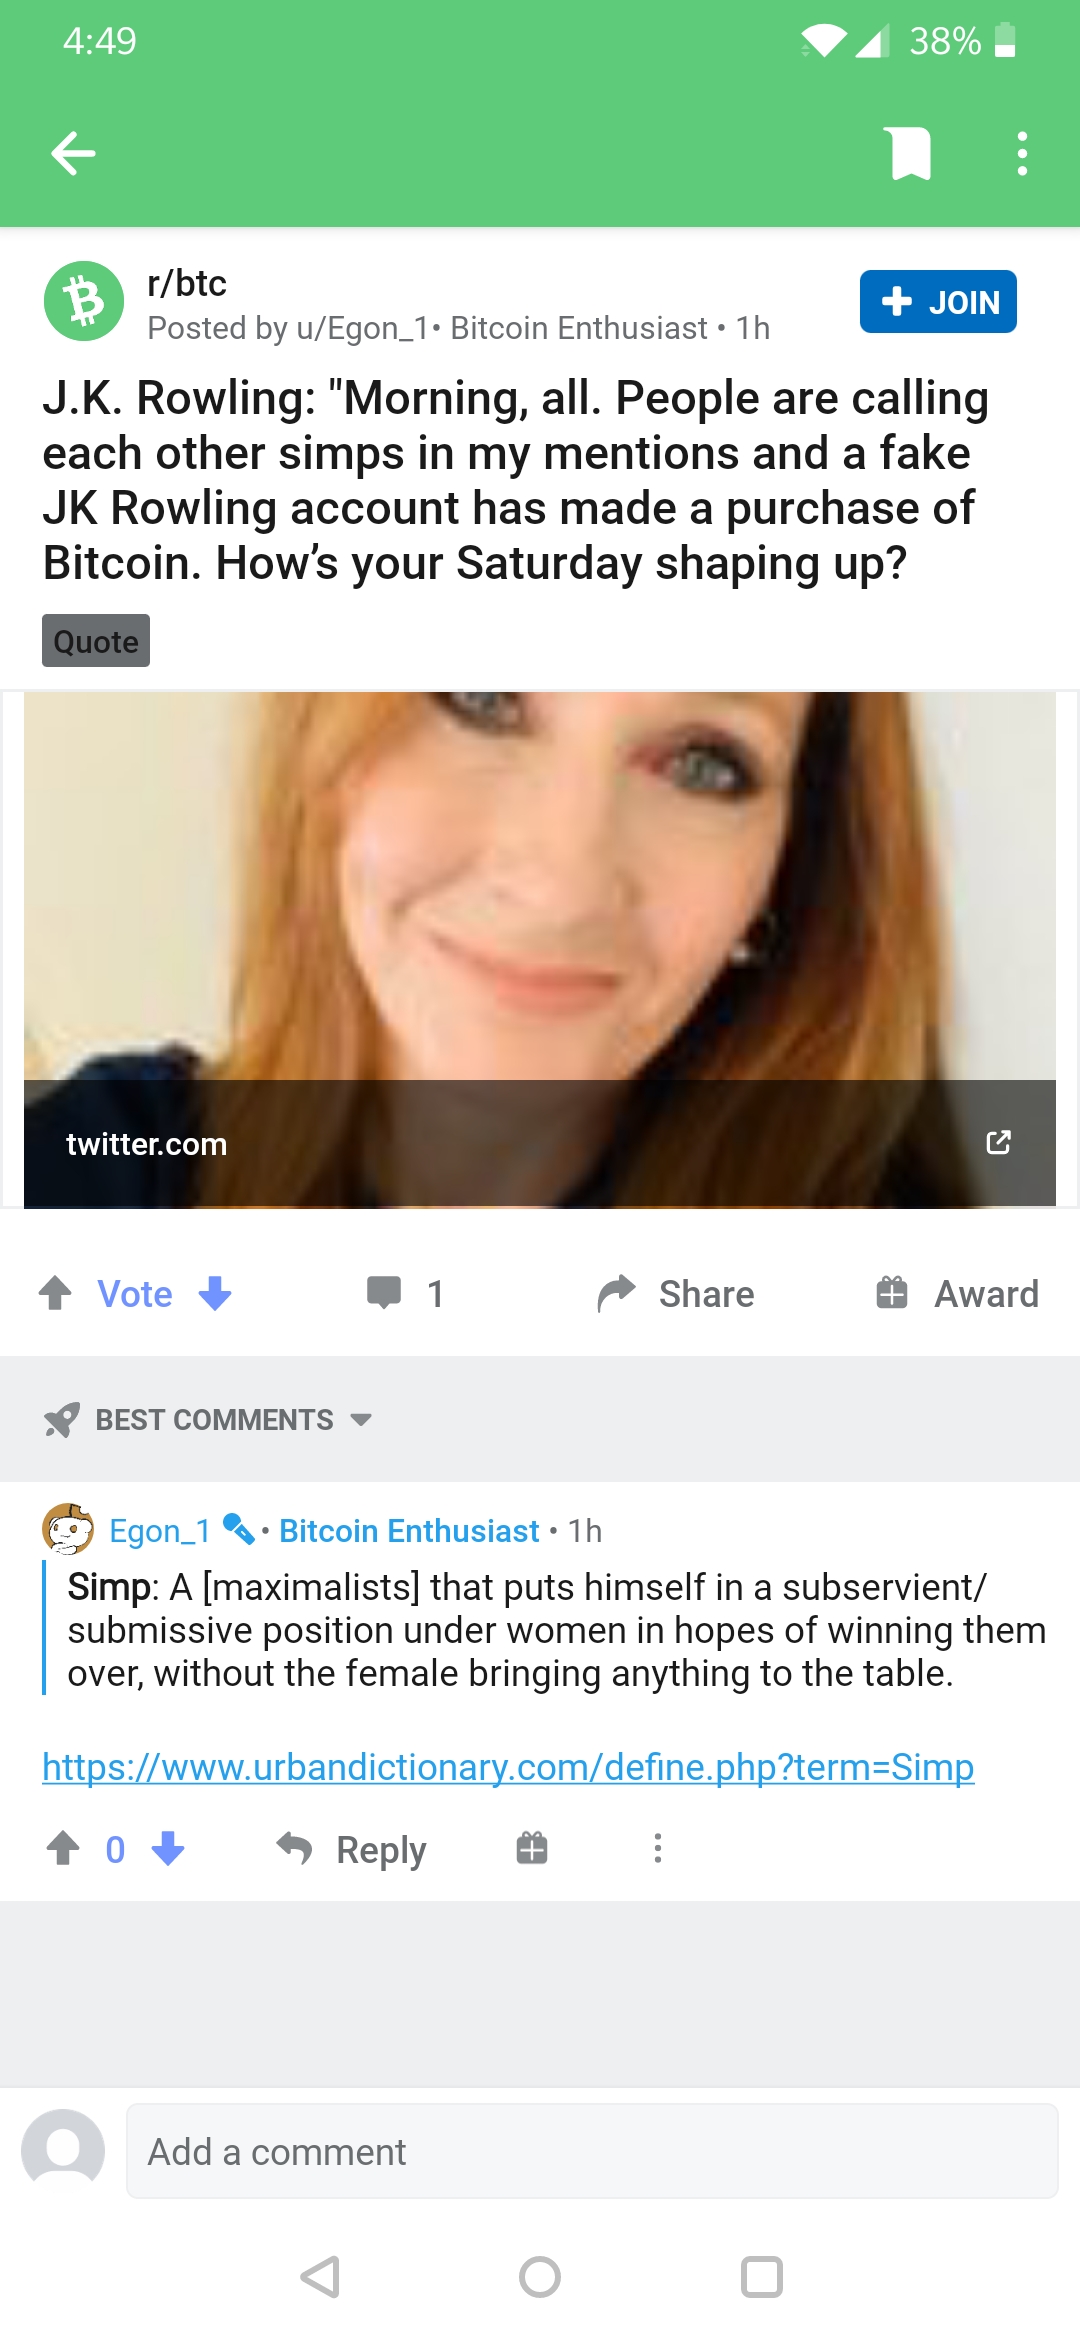 4:49
38%
r/btc
Posted by u/Egon_1• Bitcoin Enthusiast • 1h
JOIN
J.K. Rowling: "Morning, all. People are calling
each other simps in my mentions and a fake
JK Rowling account has made a purchase of
Bitcoin. How’s your Saturday shaping up?
Quote
twitter.com
Vote
1
Share
Award
BEST COMMENTS
Egon_1 • Bitcoin Enthusiast • 1h
Simp: A [maximalists] that puts himself in a subservient/
submissive position under women in hopes of winning them
over, without the female bringing anything to the table.
https://www.urbandictionary.com/define.php?term=Simp
0
Reply
Add a comment